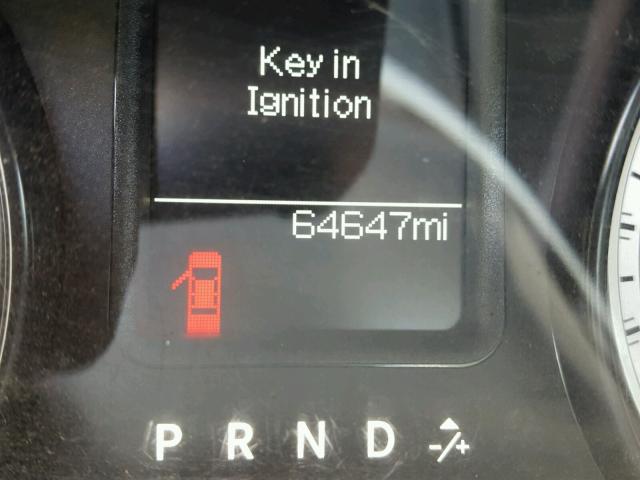 Key in
Ignition
64647mi
P R N D -/+